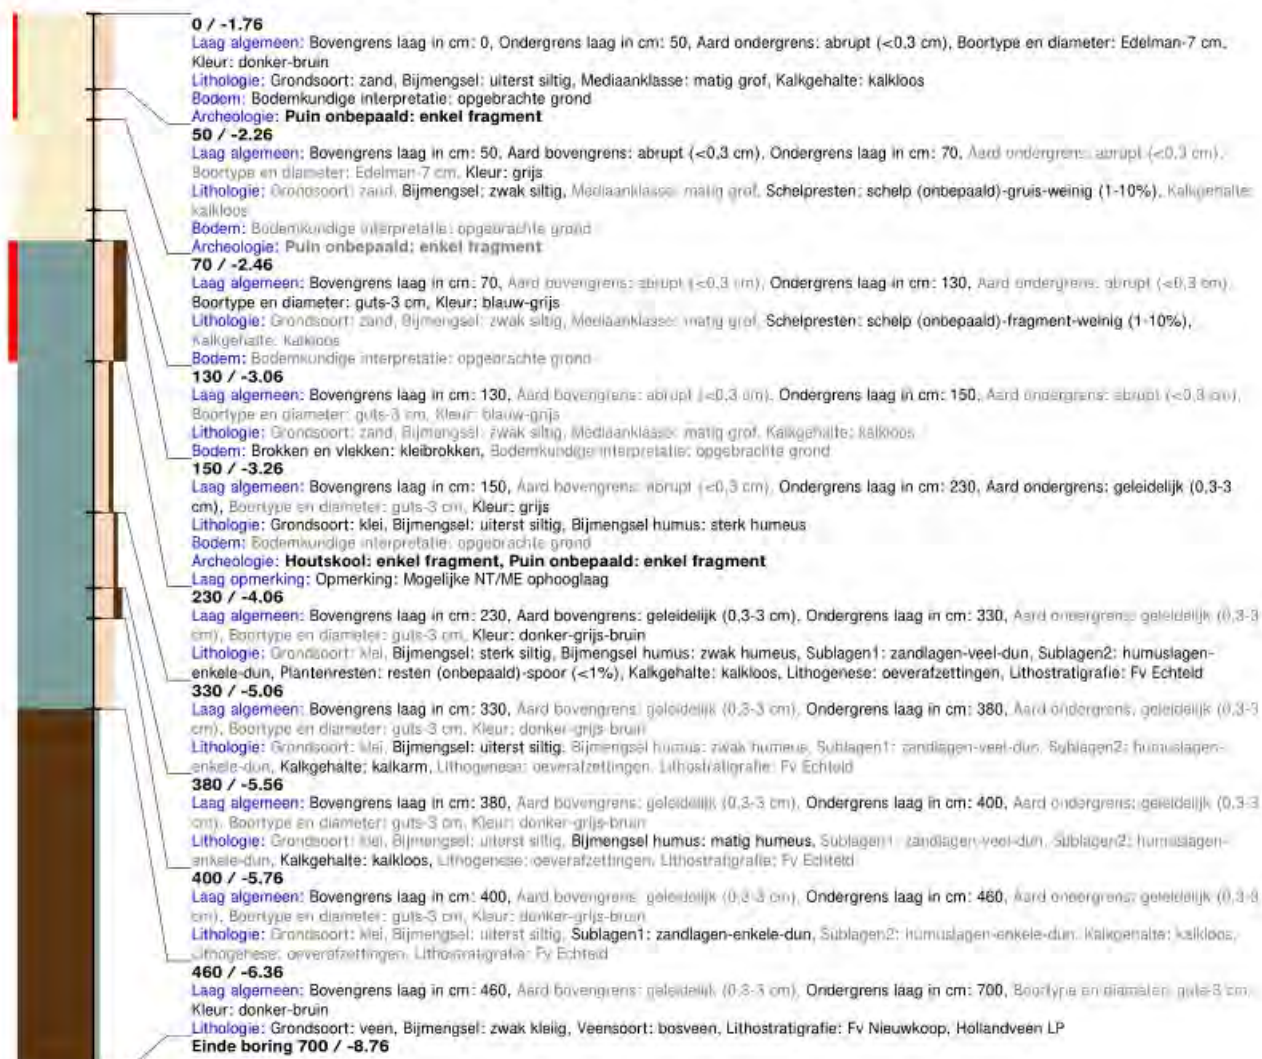 0 / -1.76
Laag algemeen: Bovengrens laag in cm: 0, Ondergrens laag in cm: 50, Aard ondergrens: abrupt (<0,3 cm), Boortype en diameter: Edelman-7 cm,
Kleur: donker-bruin
Lithologie: Grondsoort: zand, Bijmengsel: uiterst siltig, Mediaanklasse: matig grof, Kalkgehalte: kalkloos
Bodem: Bodemkundige interpretatie: opgebrachte grond
Archeologie: Puin onbepaald: enkel fragment
50 / -2.26
Laag algemeen: Bovengrens laag in cm: 50, Aard bovengrens: abrupt (<0,3 cm), Ondergrens laag in cm: 70, Aard ondergrens: abrupt (<0,3 cm),
Boortype en diameter: Edelman-7 cm, Kleur: grijs
Lithologie: Grondsoort: zand, Bijmengsel: zwak siltig, Mediaanklasse: matig grof, Schelpresten: schelp (onbepaald)-gruis-weinig (1-10%), Kalkgehalte:
kalkloos
Bodem: Bodemkundige interpretatie: opgebrachte grond
Archeologie: Puin onbepaald: enkel fragment
70 / -2.46
Laag algemeen: Bovengrens laag in cm: 70, Aard bovengrens: abrupt (<0,3 cm), Ondergrens laag in cm: 130, Aard ondergrens: abrupt (<0,3 cm),
Boortype en diameter: guts-3 cm, Kleur: blauw-grijs
Lithologie: Grondsoort: zand, Bijmengsel: zwak siltig, Mediaanklasse: matig grof, Schelpresten: schelp (onbepaald)-fragment-weinig (1-10%),
Kalkgehalte: kalkloos
Bodem: Bodemkundige interpretatie: opgebrachte grond
130 / -3.06
Laag algemeen: Bovengrens laag in cm: 130, Aard bovengrens: abrupt (<0,3 cm), Ondergrens laag in cm: 150, Aard ondergrens: abrupt (<0,3 cm),
Boortype en diameter: guts-3 cm, Kleur: blauw-grijs
Lithologie: Grondsoort: zand, Bijmengsel: zwak siltig, Mediaanklasse: matig grof, Kalkgehalte: kalkloos
Bodem: Brokken en vlekken: kleibrokken, Bodemkundige interpretatie: opgebrachte grond
150 / -3.26
Laag algemeen: Bovengrens laag in cm: 150, Aard bovengrens: abrupt (<0,3 cm), Ondergrens laag in cm: 230, Aard ondergrens: geleidelijk (0,3-3
cm), Boortype en diameter: guts-3 cm, Kleur: grijs
Lithologie: Grondsoort: klei, Bijmengsel: uiterst siltig, Bijmengsel humus: sterk humeus
Bodem: Bodemkundige interpretatie: opgebrachte grond
Archeologie: Houtskool: enkel fragment, Puin onbepaald: enkel fragment
Laag opmerking: Opmerking: Mogelijke NT/ME ophooglaag
230 / -4.06
Laag algemeen: Bovengrens laag in cm: 230, Aard bovengrens: geleidelijk (0,3-3 cm), Ondergrens laag in cm: 330, Aard ondergrens: geleidelijk (0,3-3
cm), Boortype en diameter: guts-3 cm, Kleur: donker-grijs-bruin
Lithologie: Grondsoort: klei, Bijmengsel: sterk siltig, Bijmengsel humus: zwak humeus, Sublagen1: zandlagen-veel-dun, Sublagen2: humuslagen-
enkele-dun, Plantenresten: resten (onbepaald)-spoor (<1%), Kalkgehalte: kalkloos, Lithogenese: oeverafzettingen, Lithostratigrafie: Fv Echteld
330 / -5.06
Laag algemeen: Bovengrens laag in cm: 330, Aard bovengrens: geleidelijk (0,3-3 cm), Ondergrens laag in cm: 380, Aard ondergrens: geleidelijk (0,3-3
cm), Boortype en diameter: guts-3 cm, Kleur: donker-grijs-bruin
Lithologie: Grondsoort: klei, Bijmengsel: uiterst siltig, Bijmengsel humus: zwak humeus, Sublagen1: zandlagen-veel-dun, Sublagen2: humuslagen-
enkele-dun, Kalkgehalte: kalkarm, Lithogenese: oeverafzettingen, Lithostratigrafie: Fv Echteld
380 / -5.56
Laag algemeen: Bovengrens laag in cm: 380, Aard bovengrens: geleidelijk (0,3-3 cm), Ondergrens laag in cm: 400, Aard ondergrens: geleidelijk (0,3-3
cm), Boortype en diameter: guts-3 cm, Kleur: donker-grijs-bruin
Lithologie: Grondsoort: klei, Bijmengsel: uiterst siltig, Bijmengsel humus: matig humeus, Sublagen1: zandlagen-veel-dun, Sublagen2: humuslagen-
enkele-dun, Kalkgehalte: kalkloos, Lithogenese: oeverafzettingen, Lithostratigrafie: Fv Echteld
400 / -5.76
Laag algemeen: Bovengrens laag in cm: 400, Aard bovengrens: geleidelijk (0,3-3 cm), Ondergrens laag in cm: 460, Aard ondergrens: geleidelijk (0,3-3
cm), Boortype en diameter: guts-3 cm, Kleur: donker-grijs-bruin
Lithologie: Grondsoort: klei, Bijmengsel: uiterst siltig, Sublagen1: zandlagen-enkele-dun, Sublagen2: humuslagen-enkele-dun, Kalkgehalte: kalkloos,
Lithogenese: oeverafzettingen, Lithostratigrafie: Fv Echteld
460 / -6.36
Laag algemeen: Bovengrens laag in cm: 460, Aard bovengrens: geleidelijk (0,3-3 cm), Ondergrens laag in cm: 700, Boortype en diameter: guts-3 cm,
Kleur: donker-bruin
Lithologie: Grondsoort: veen, Bijmengsel: zwak kleiig, Veensoort: bosveen, Lithostratigrafie: Fv Nieuwkoop, Hollandveen LP
Einde boring 700 / -8.76